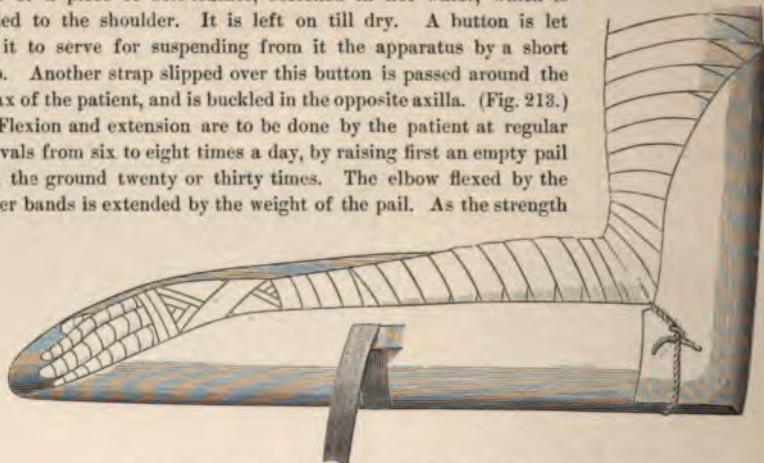 to the shoulder. It is left on till dry. A button is let
it to serve for suspending from it the apparatus by a short
Another strap slipped over this button is passed around the
of the patient, and is buckled in the opposite axilla. (Fig. 213.)
Flexion and extension are to be done by the patient at regular
vals from six to eight times a day, by raising first an empty pail
the ground twenty or thirty times. The elbow flexed by the
er bands is extended by the weight of the pail. As the strength